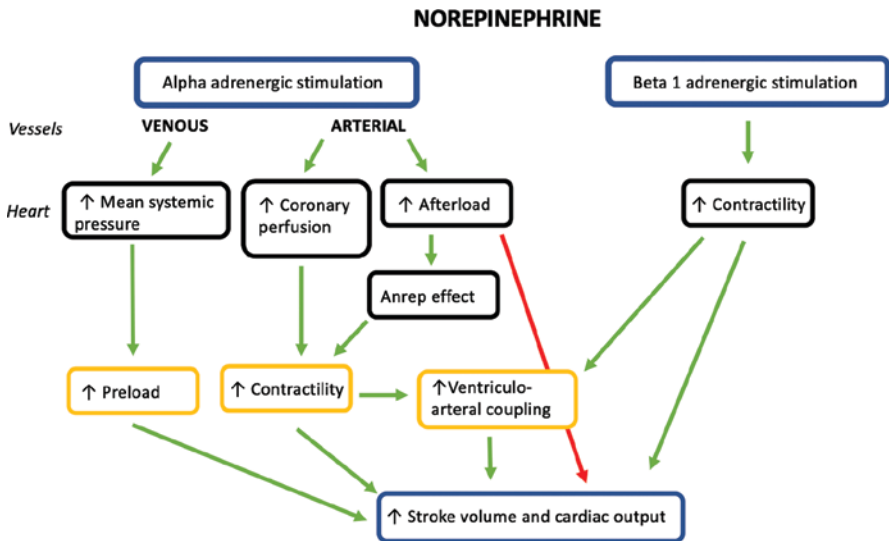 NOREPINEPHRINE
Alpha adrenergic stimulation
Beta 1 adrenergic stimulation
Vessels
VENOUS
ARTERIAL
Heart
↑ Mean systemic
pressure
↑ Coronary
perfusion
↑ Afterload
↑ Contractility
Anrep effect
↑ Preload
↑ Contractility
↑Ventriculo-
arteral coupling
↑ Stroke volume and cardiac output